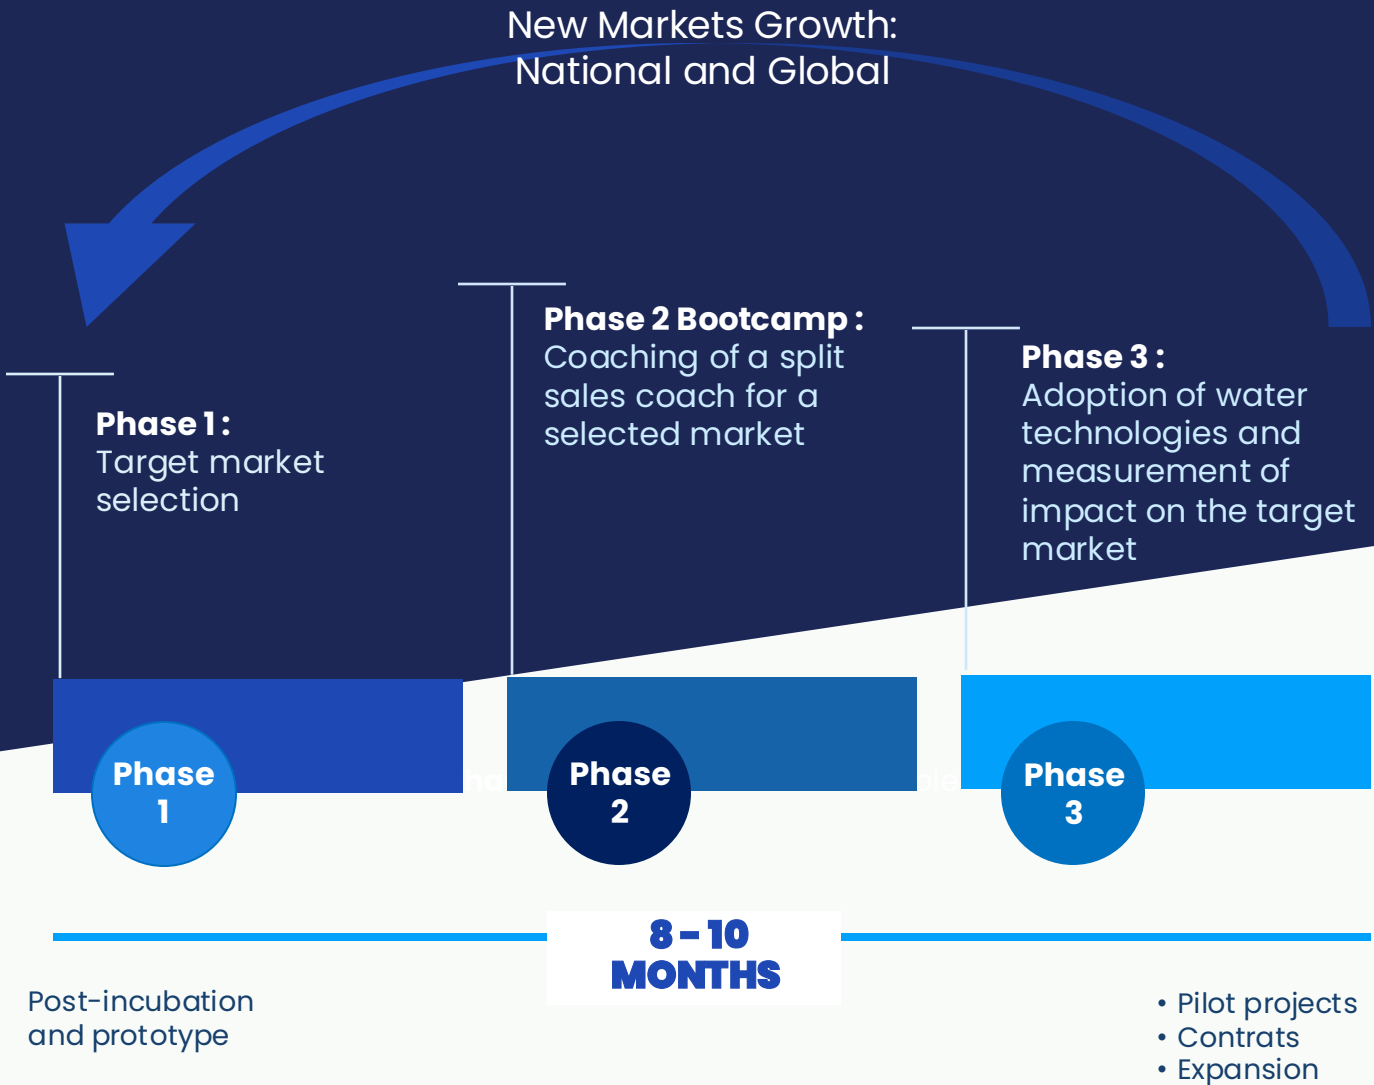 New Markets Growth:
National and Global
Phase 1 :
Target market
selection
Phase 2 Bootcamp :
Coaching of a split
sales coach for a
selected market
Phase 3 :
Adoption of water
technologies and
measurement of
impact on the target
market
Phase
1
Phase
2
Phase
3
8 - 10
MONTHS
Post-incubation
and prototype
• Pilot projects
• Contrats
• Expansion